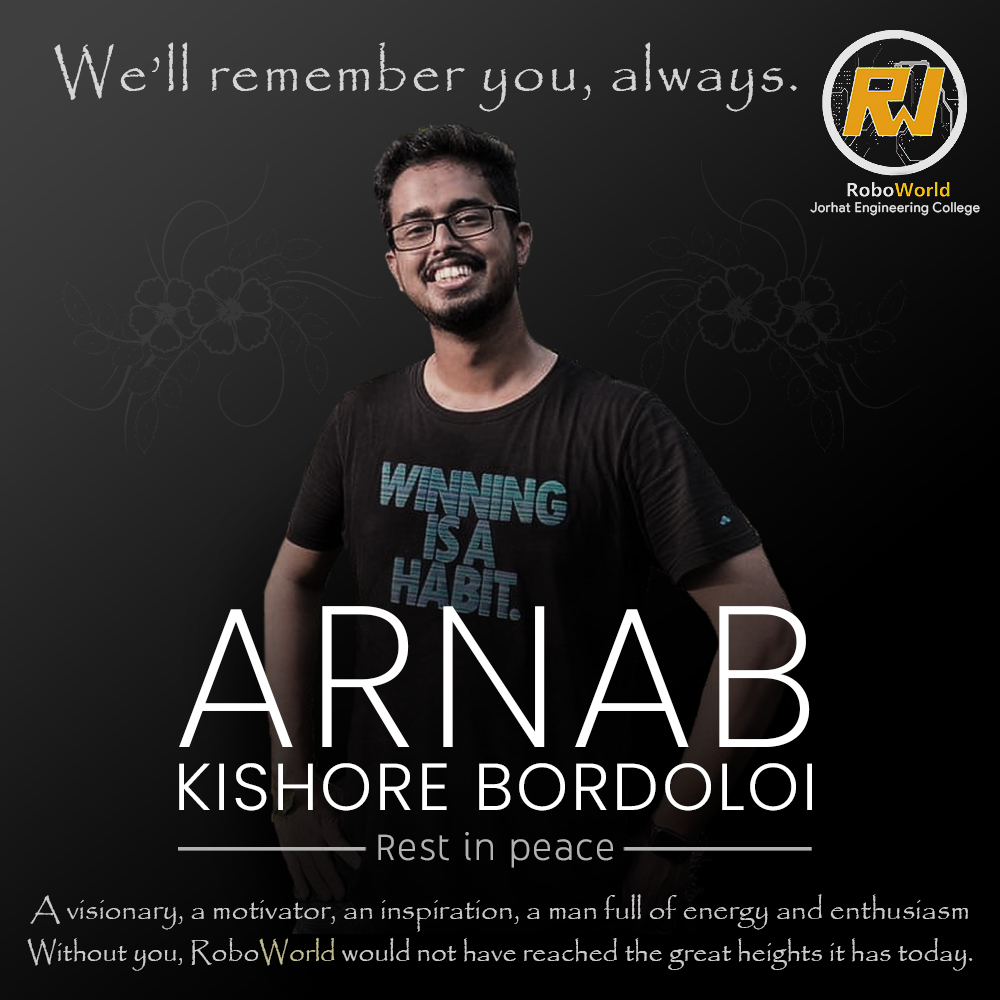 We'll remember you, always.
RW
RoboWorld
Jorhat Engineering College
WINNING
IS A
HABIT.
ARNAB
KISHORE BORDOLOI
Rest in peace
A visionary, a motivator, an inspiration, a man full of energy and enthusiasm
Without you, RoboWorld would not have reached the great heights it has today.